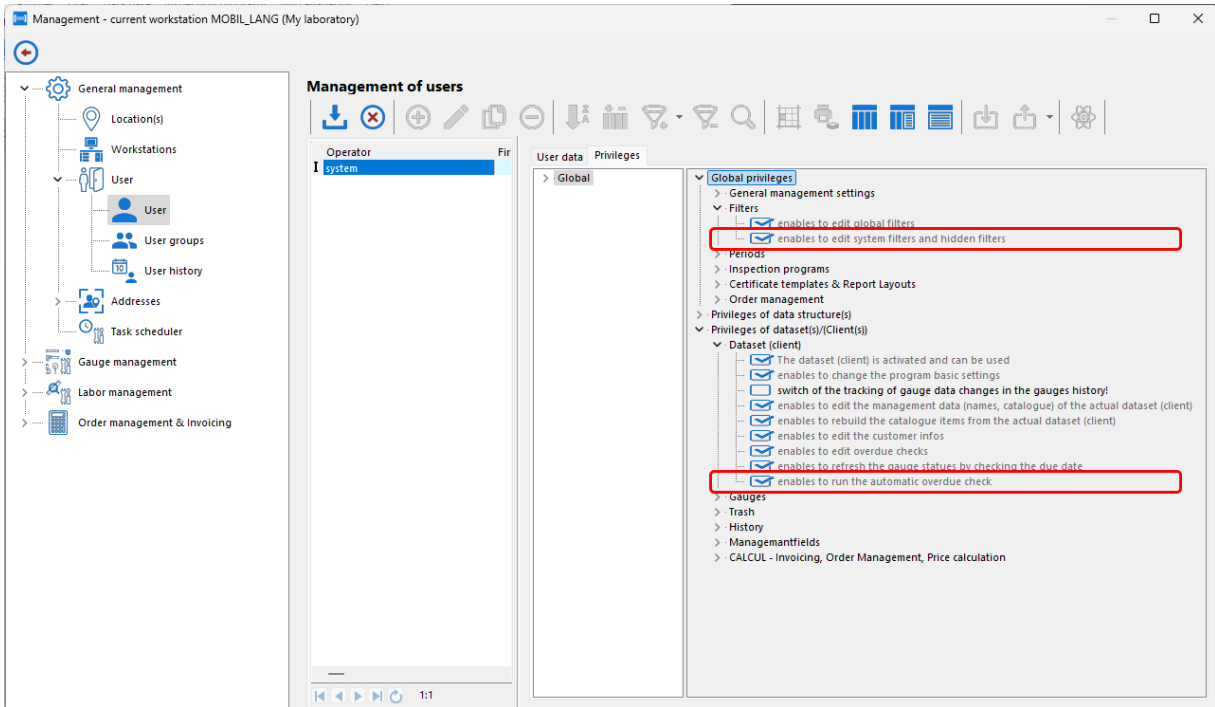 Management - current workstation MOBIL_LANG (My laboratory)
General management
Location(s)
Workstations
User
User
User groups
10
User history
Addresses
Task scheduler
Gauge management
Labor management
Order management & Invoicing
Management of users
Operator Fir
system
1:1
User data Privileges
Global
Global privileges
General management settings
Filters
enables to edit global filters
enables to edit system filters and hidden filters
Periods
Inspection programs
Certificate templates & Report Layouts
Order management
Privileges of data structure(s)
Privileges of dataset(s)/(Client(s))
Dataset (client)
The dataset (client) is activated and can be used
enables to change the program basic settings
switch of the tracking of gauge data changes in the gauges history!
enables to edit the management data (names, catalogue) of the actual dataset (client)
enables to rebuild the catalogue items from the actual dataset (client)
enables to edit the customer infos
enables to edit overdue checks
enables to refresh the gauge statues by checking the due date
enables to run the automatic overdue check
Gauges
Trash
History
Managemantfields
CALCUL - Invoicing, Order Management, Price calculation